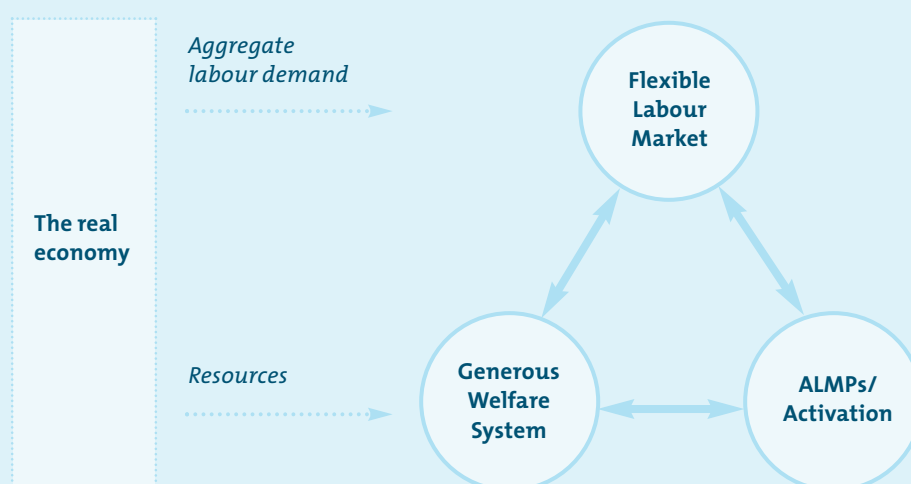 Aggregate
labour demand
Flexible
Labour
Market
The real
economy
Resources
Generous
Welfare
System
ALMPs/
Activation